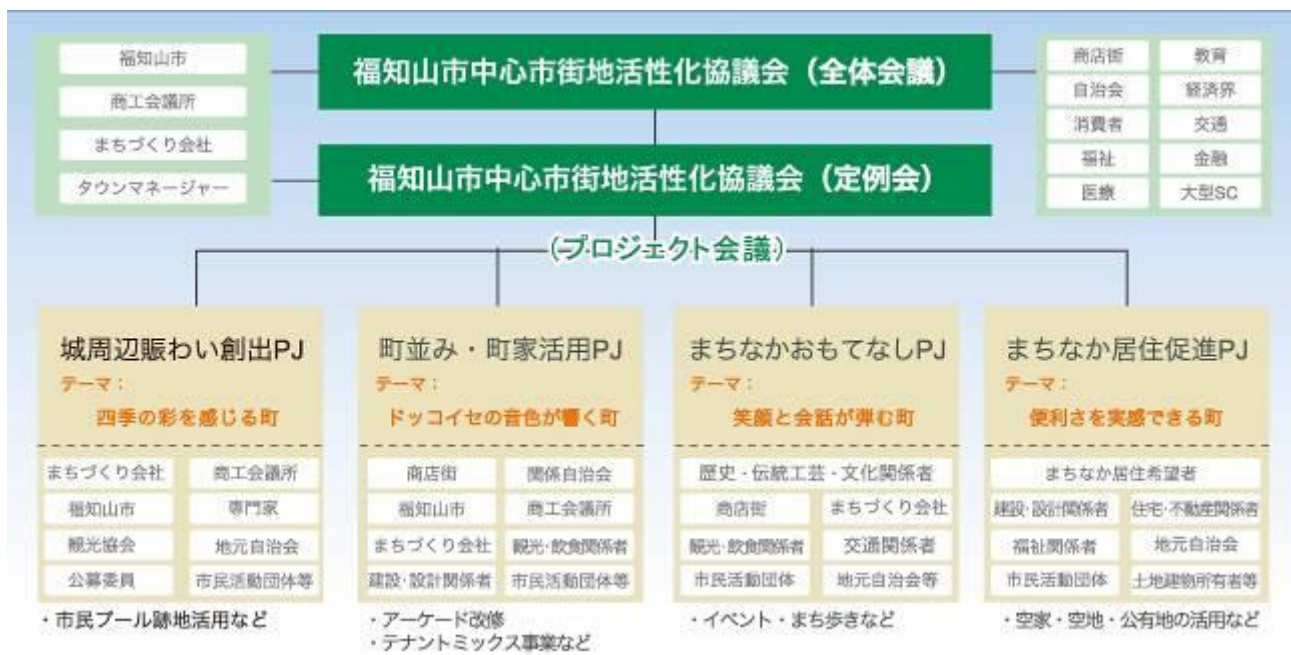 福知山市
商工会議所
まちづくり会社
タウンマネージャー
福知山市中心市街地活性化協議会（全体会議）
福知山市中心市街地活性化協議会（定例会）
商店街 教育
自治会 経済界
消費者 交通
福祉 金融
医療 大型SC
（プロジェクト会議）
城周辺賑わい創出PJ
テーマ：
四季の彩を感じる町
まちづくり会社 商工会議所
福知山市 専門家
観光協会 地元自治会
公募委員 市民活動団体等
・市民プール跡地活用など
町並み・町家活用PJ
テーマ：
ドッコイセの音色が響く町
商店街 関係自治会
福知山市 商工会議所
まちづくり会社 観光・飲食関係者
建設・設計関係者 市民活動団体等
・アーケード改修
・テナントミックス事業など
まちなかおもてなしPJ
テーマ：
笑顔と会話が弾む町
歴史・伝統工芸・文化関係者
商店街 まちづくり会社
観光・飲食関係者 交通関係者
市民活動団体 地元自治会等
・イベント・まち歩きなど
まちなか居住促進PJ
テーマ：
便利さを実感できる町
まちなか居住希望者
建設・設計関係者 住宅・不動産関係者
福祉関係者 地元自治会
市民活動団体 土地建物所有者等
・空家・空地・公有地の活用など